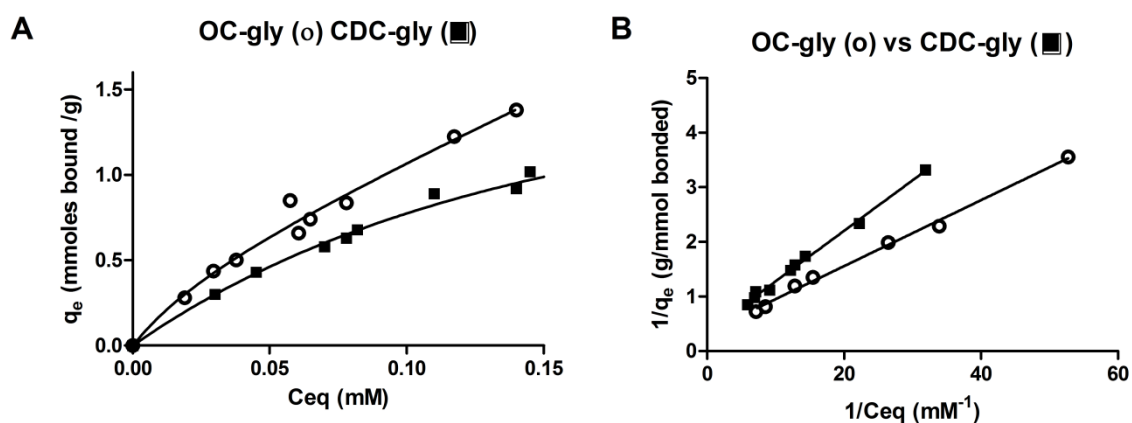 A
OC-gly (o) CDC-gly (■)
qe (mmoles bound /g)
1.5
1.0
0.5
0.0
0.00 0.05 0.10 0.15
Ceq (mM)
B
OC-gly (o) vs CDC-gly (■)
1/qe (g/mmol bonded)
5
4
3
2
1
0
0 20 40 60
1/Ceq (mM⁻¹)